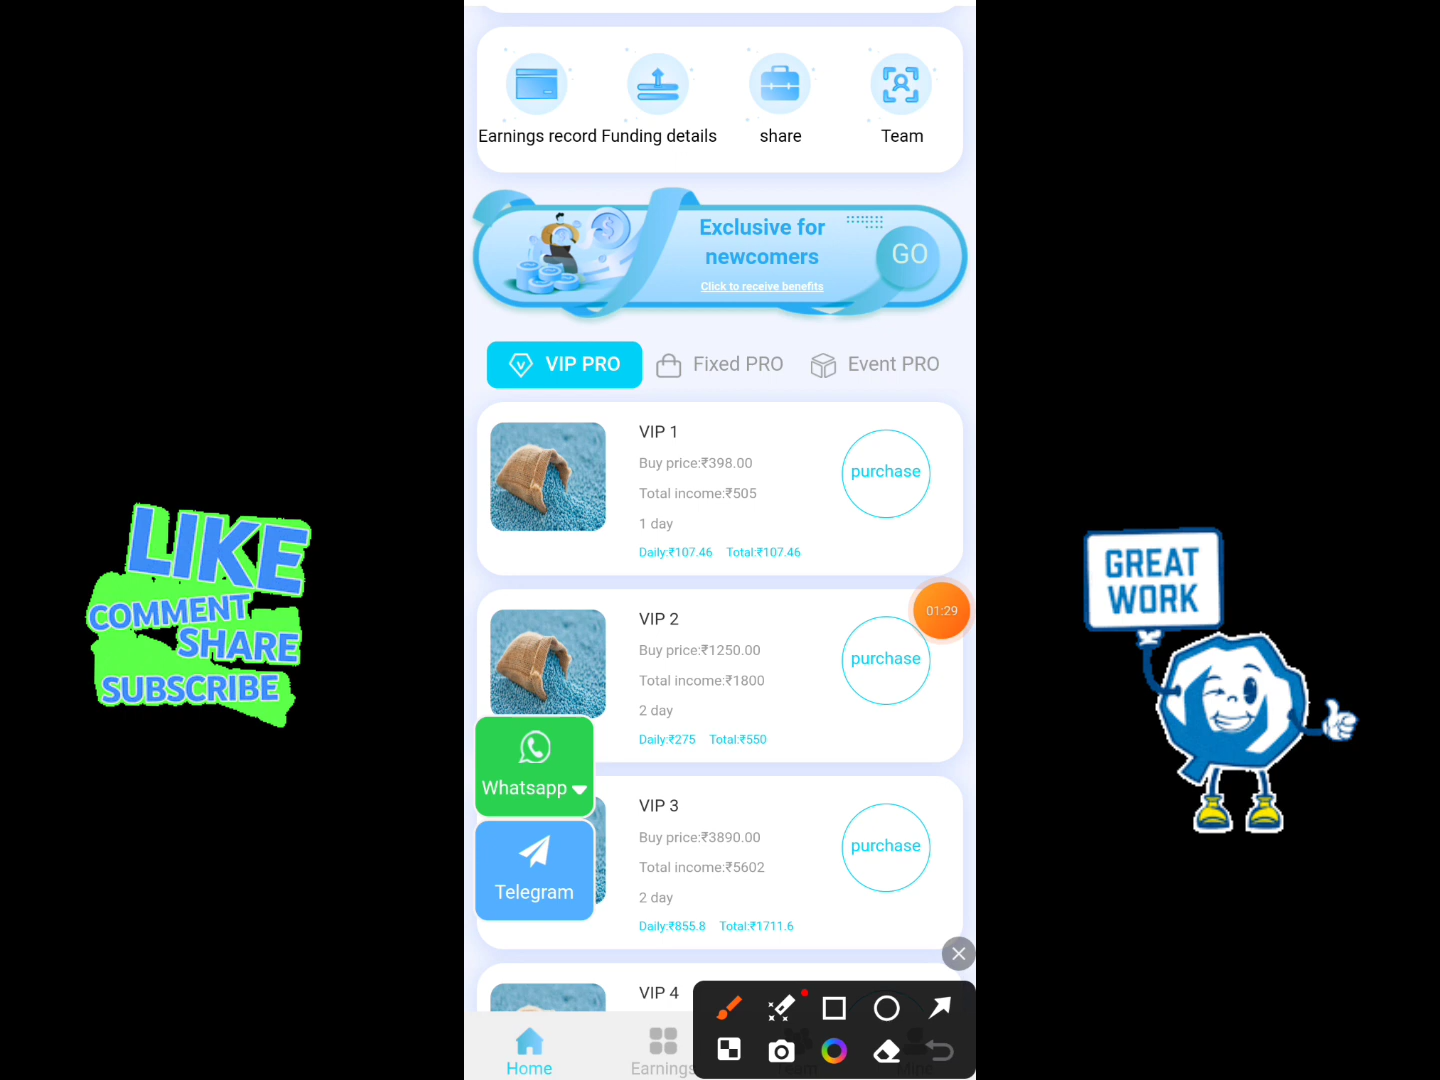 Earnings record
Funding details
share
Team
Exclusive for
newcomers
Click to receive benefits
GO
VIP PRO
Fixed PRO
Event PRO
VIP 1
Buy price:₹398.00
Total income:₹505
1 day
Daily:₹107.46 Total:₹107.46
purchase
VIP 2
Buy price:₹1250.00
Total income:₹1800
2 day
Daily:₹275 Total:₹550
purchase
01:29
VIP 3
Buy price:₹3890.00
Total income:₹5602
2 day
Daily:₹855.8 Total:₹1711.6
purchase
Whatsapp
Telegram
VIP 4
Home
Earnings
Team
Mine
LIKE
COMMENT
SHARE
SUBSCRIBE
GREAT
WORK